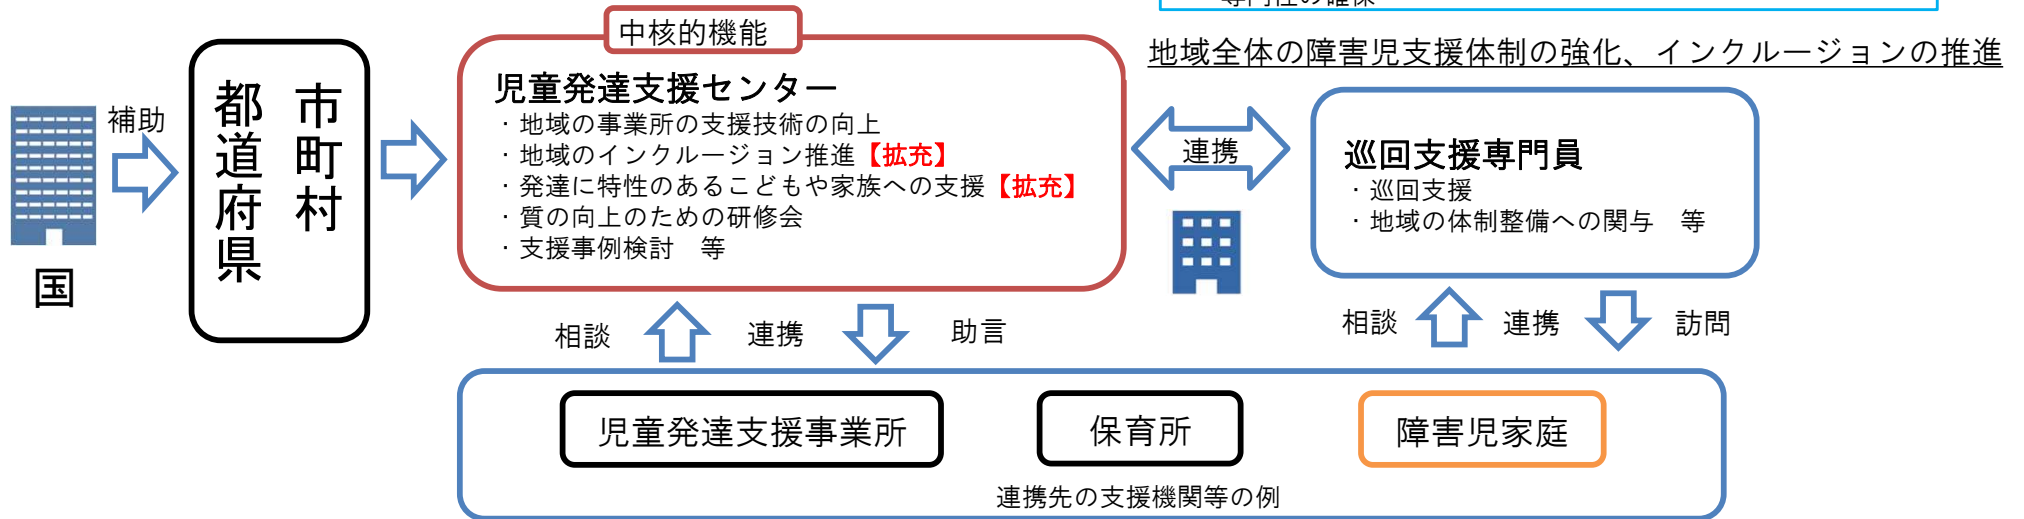 地域全体の障害児支援体制の強化、インクルージョンの推進
国
補助
都道府県
市町村
中核的機能
児童発達支援センター
・地域の事業所の支援技術の向上
・地域のインクルージョン推進【拡充】
・発達に特性のあるこどもや家族への支援【拡充】
・質の向上のための研修会
・支援事例検討　等
連携
巡回支援専門員
・巡回支援
・地域の体制整備への関与　等
相談
連携
助言
相談
連携
訪問
児童発達支援事業所
保育所
障害児家庭
連携先の支援機関等の例